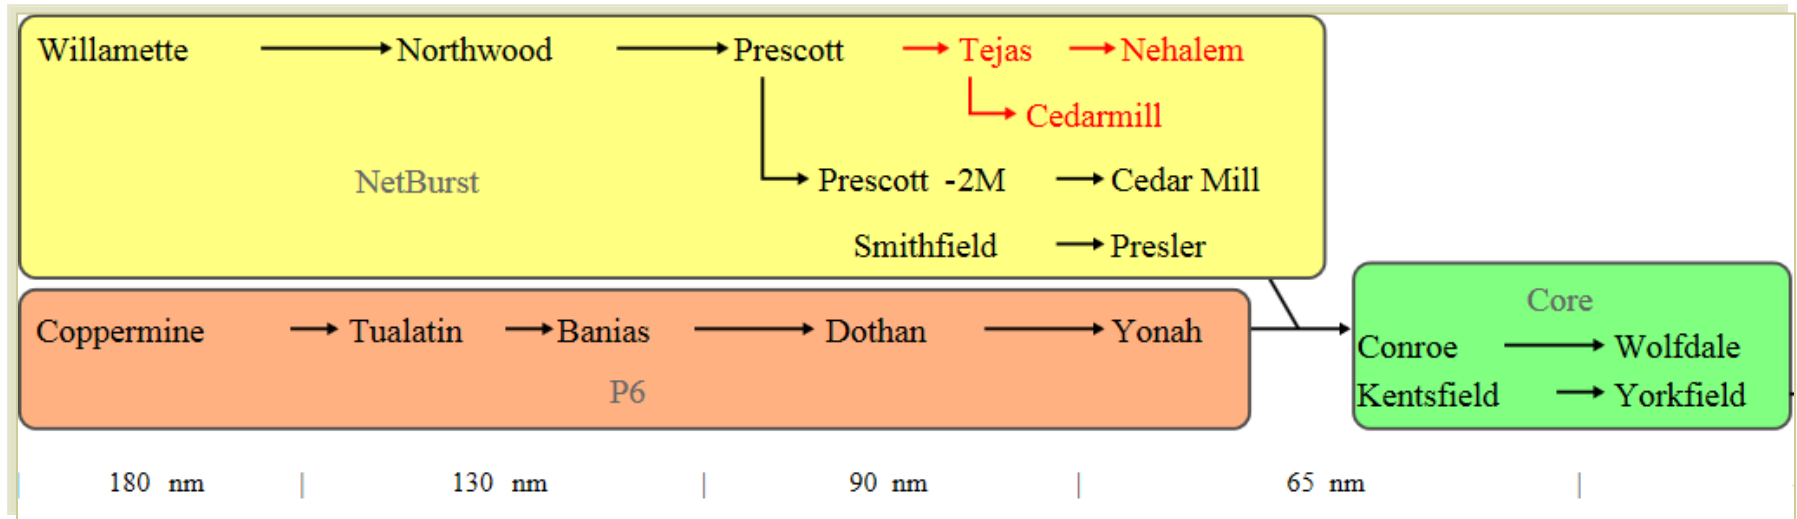 Willamette Northwood Prescott Tejas Nehalem
Cedarmill
NetBurst Prescott -2M Cedar Mill
Smithfield Presler
Core
Coppermine Tualatin Banias Dothan Yonah
Conroe Wolfdale
P6 Kentsfield Yorkfield
180 nm | 130 nm | 90 nm | 65 nm |